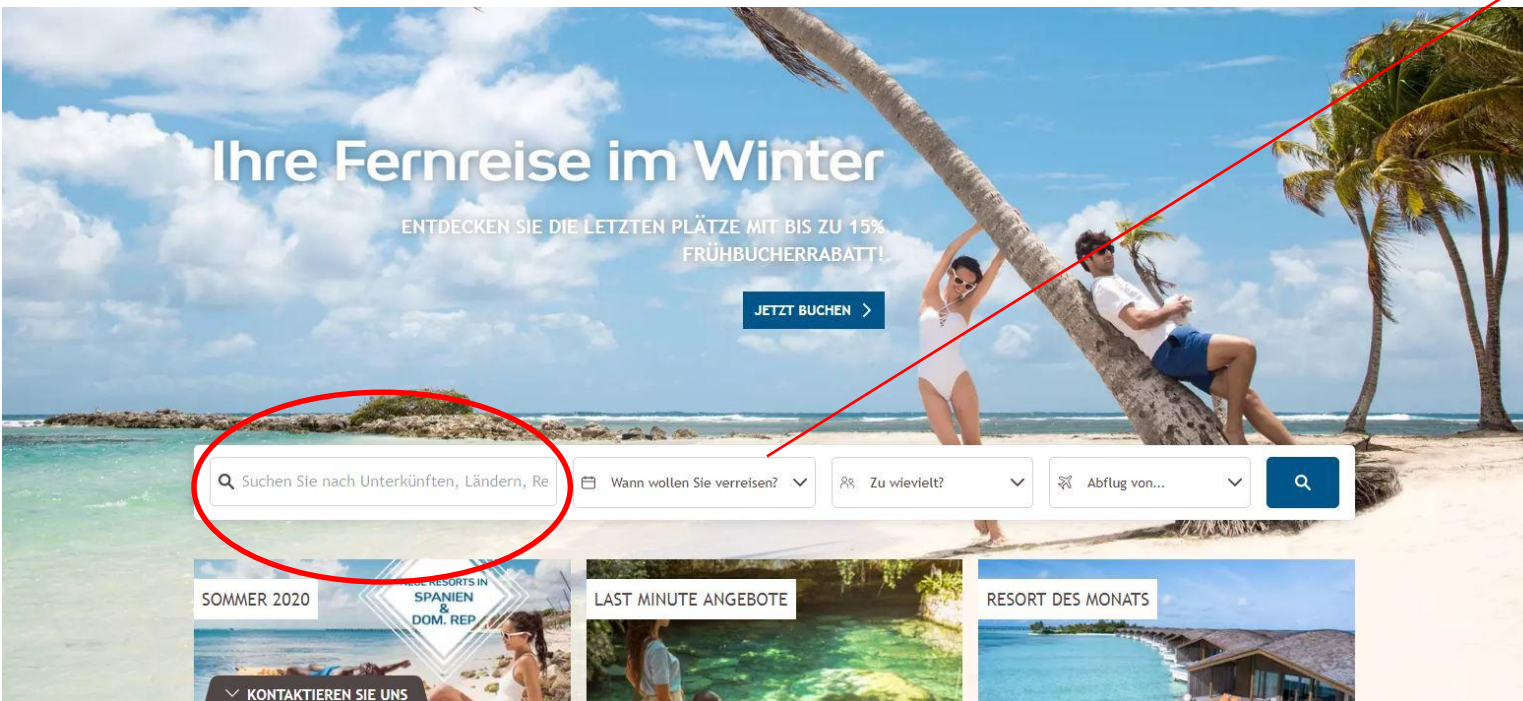 Ihre Fernreise im Winter
ENTDECKEN SIE DIE LETZTEN PLÄTZE MIT BIS ZU 15%
FRÜHBUCHERRABATT!
JETZT BUCHEN
Suchen Sie nach Unterkünften, Ländern, Re
Wann wollen Sie verreisen?
Zu wievielt?
Abflug von...
SOMMER 2020
RESORTS IN
SPANIEN
&
DOM. REP.
LAST MINUTE ANGEBOTE
RESORT DES MONATS
KONTAKTIEREN SIE UNS